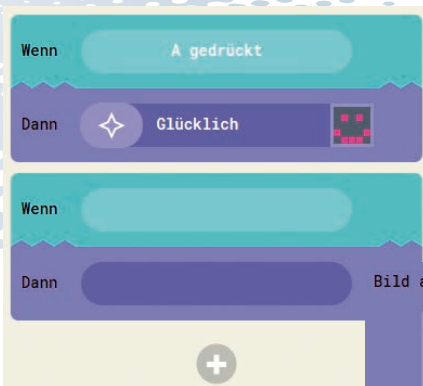 Wenn A gedrückt
Dann Glücklich
Wenn
Dann
Bild a